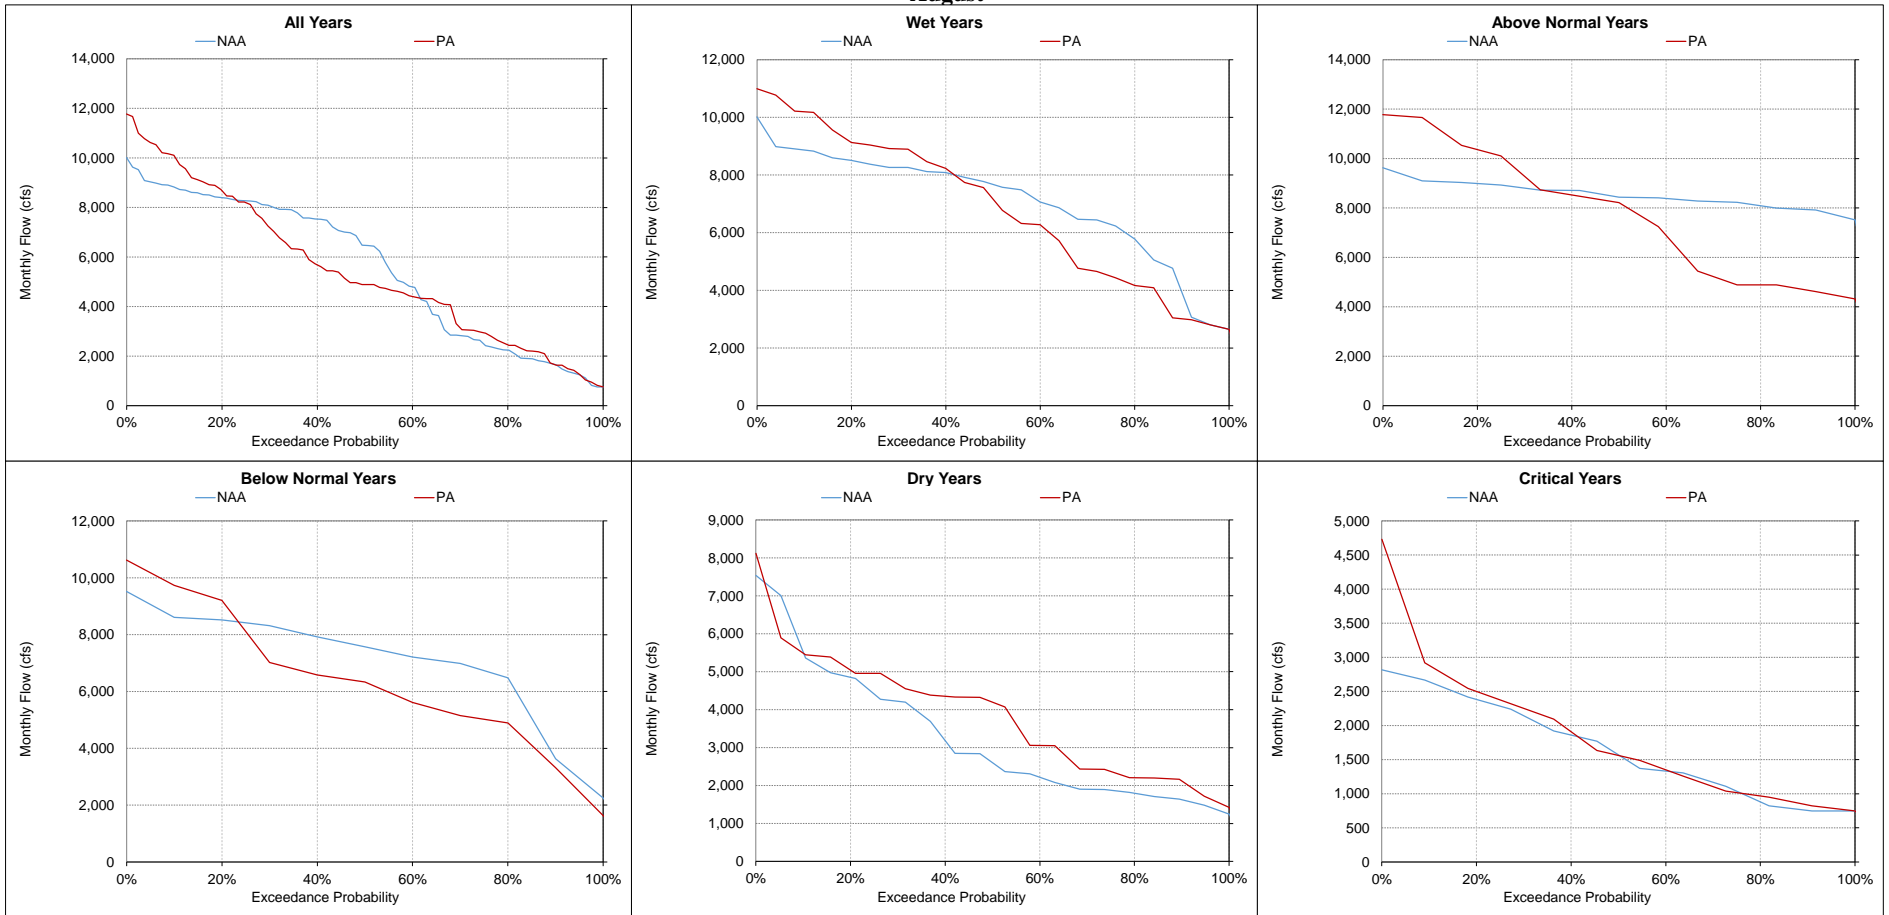 August
All Years
NAA PA
14,000
12,000
10,000
8,000
6,000
4,000
2,000
0
Monthly Flow (cfs)
0% 20% 40% 60% 80% 100%
Exceedance Probability
Wet Years
NAA PA
12,000
10,000
8,000
6,000
4,000
2,000
0
Monthly Flow (cfs)
0% 20% 40% 60% 80% 100%
Exceedance Probability
Above Normal Years
NAA PA
14,000
12,000
10,000
8,000
6,000
4,000
2,000
0
Monthly Flow (cfs)
0% 20% 40% 60% 80% 100%
Exceedance Probability
Below Normal Years
NAA PA
12,000
10,000
8,000
6,000
4,000
2,000
0
Monthly Flow (cfs)
0% 20% 40% 60% 80% 100%
Exceedance Probability
Dry Years
NAA PA
9,000
8,000
7,000
6,000
5,000
4,000
3,000
2,000
1,000
0
Monthly Flow (cfs)
0% 20% 40% 60% 80% 100%
Exceedance Probability
Critical Years
NAA PA
5,000
4,500
4,000
3,500
3,000
2,500
2,000
1,500
1,000
500
0
Monthly Flow (cfs)
0% 20% 40% 60% 80% 100%
Exceedance Probability